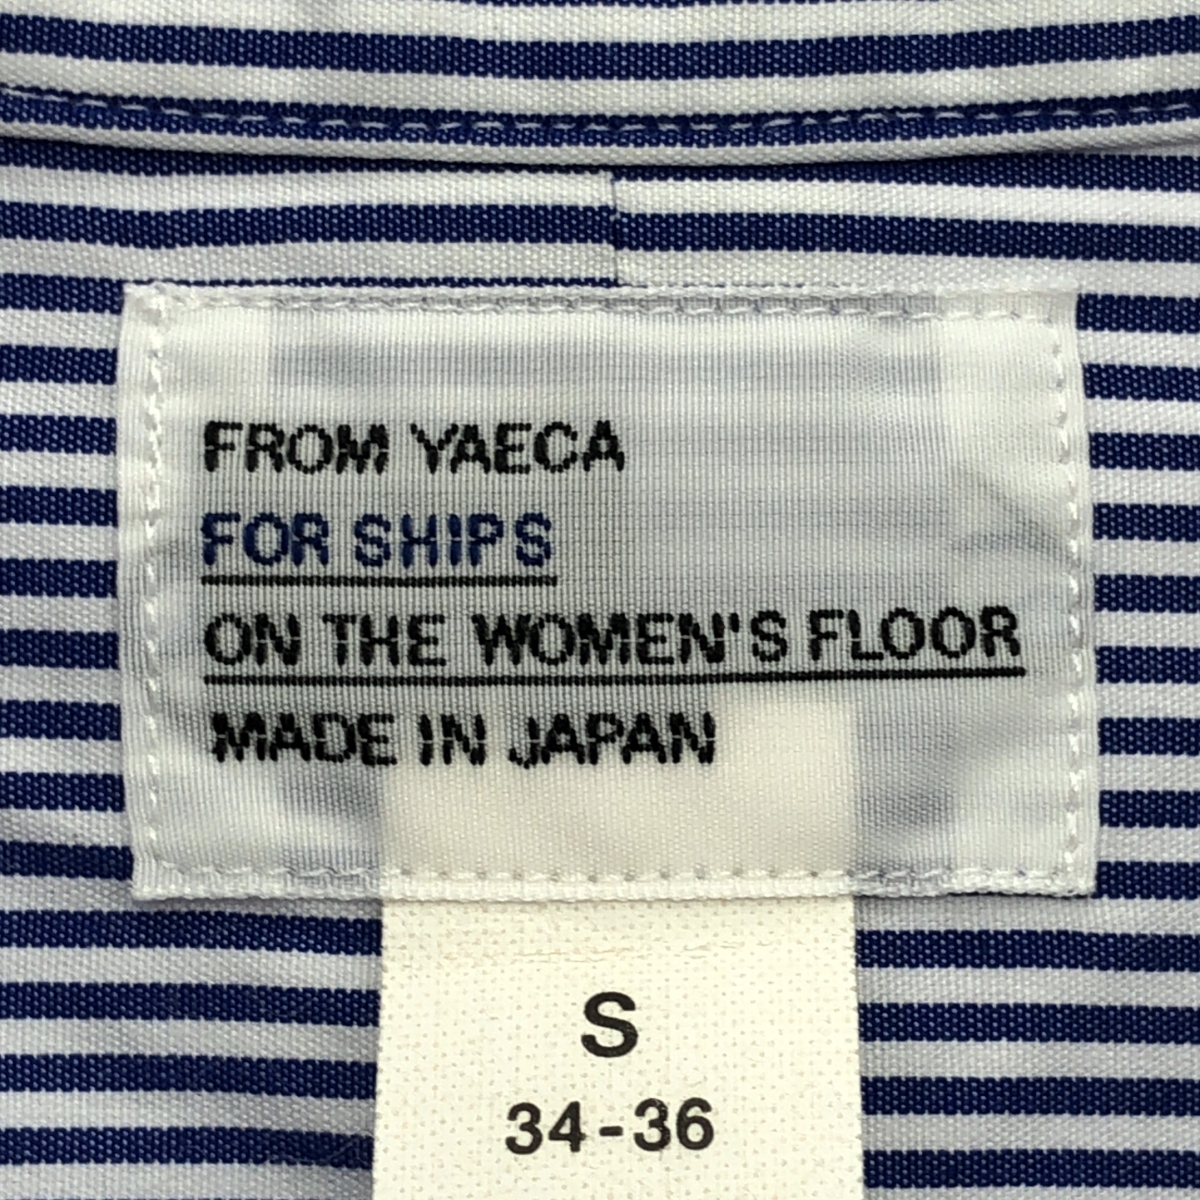 FROM YAECA
FOR SHIPS
ON THE WOMEN'S FLOOR
MADE IN JAPAN
S
34-36